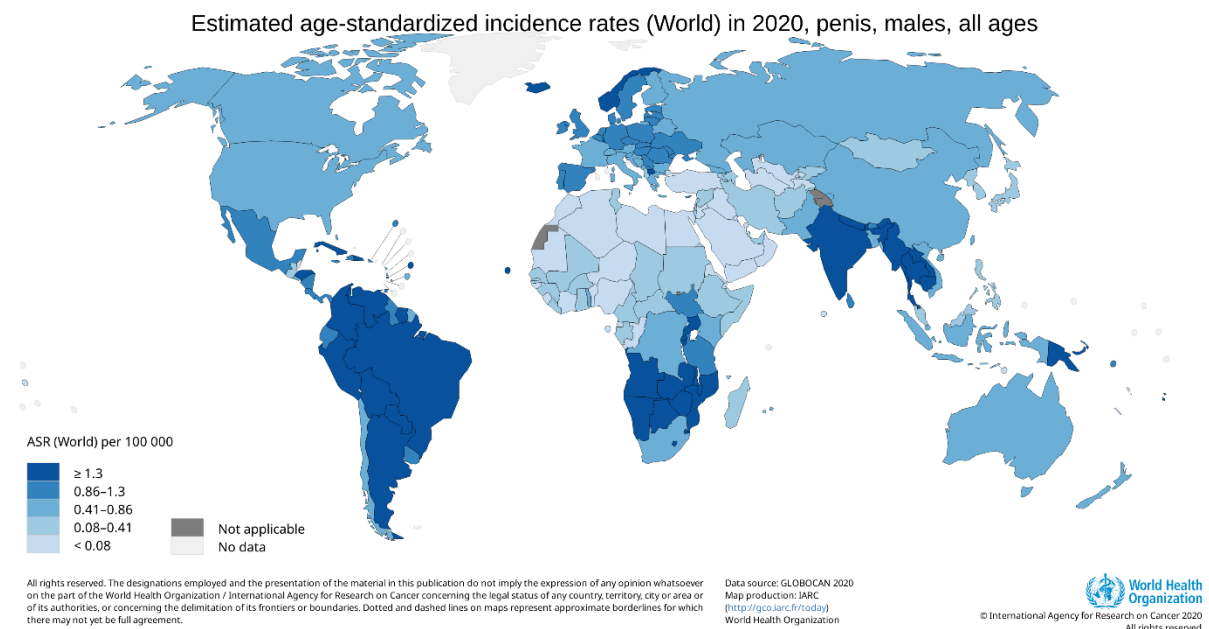 Estimated age-standardized incidence rates (World) in 2020, penis, males, all ages
ASR (World) per 100 000
≥ 1.3
0.86–1.3
0.41–0.86
0.08–0.41
< 0.08
Not applicable
No data
All rights reserved. The designations employed and the presentation of the material in this publication do not imply the expression of any opinion whatsoever
on the part of the World Health Organization / International Agency for Research on Cancer concerning the legal status of any country, territory, city or area or
of its authorities, or concerning the delimitation of its frontiers or boundaries. Dotted and dashed lines on maps represent approximate borderlines for which
there may not yet be full agreement.
Data source: GLOBOCAN 2020
Map production: IARC
(http://gco.iarc.fr/today)
World Health Organization
World Health
Organization
© International Agency for Research on Cancer 2020
All rights reserved